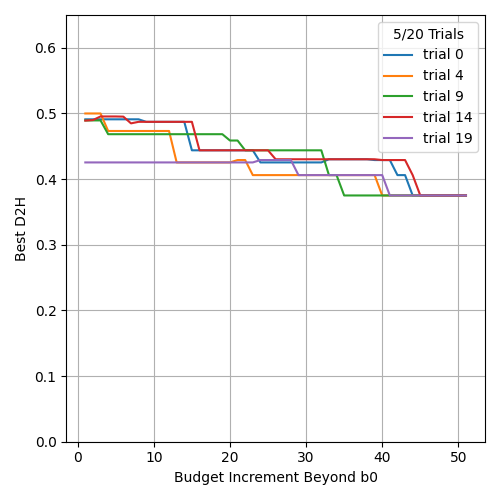 5/20 Trials
trial 0
trial 4
trial 9
trial 14
trial 19
Best D2H
0.6
0.5
0.4
0.3
0.2
0.1
0.0
0 10 20 30 40 50
Budget Increment Beyond b0